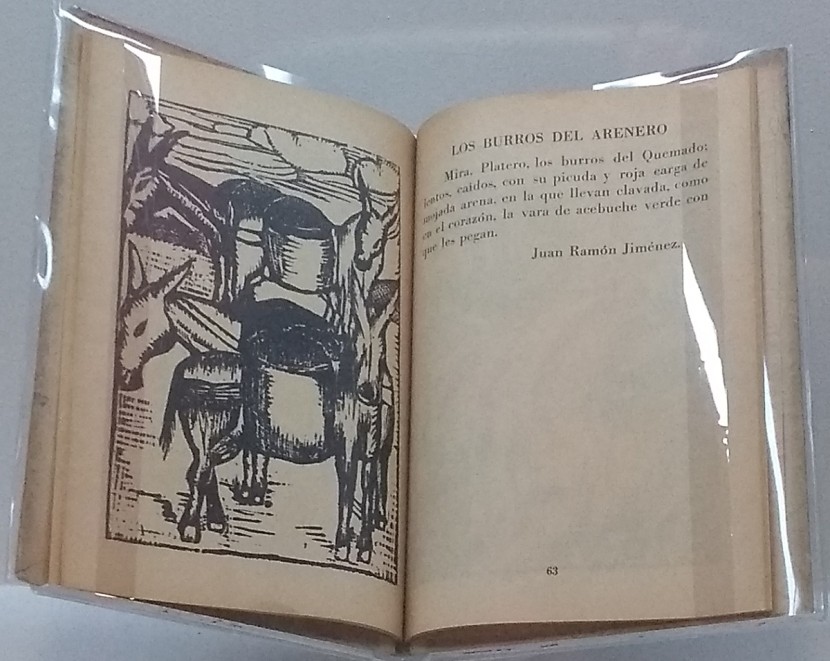 LOS BURROS DEL ARENERO
Mira, Platero, los burros del Quemado;
lentos, caídos, con su picuda y roja carga de
mojada arena, en la que llevan clavada, como
en el corazón, la vara de acebuche verde con
que les pegan.
Juan Ramón Jiménez.
63